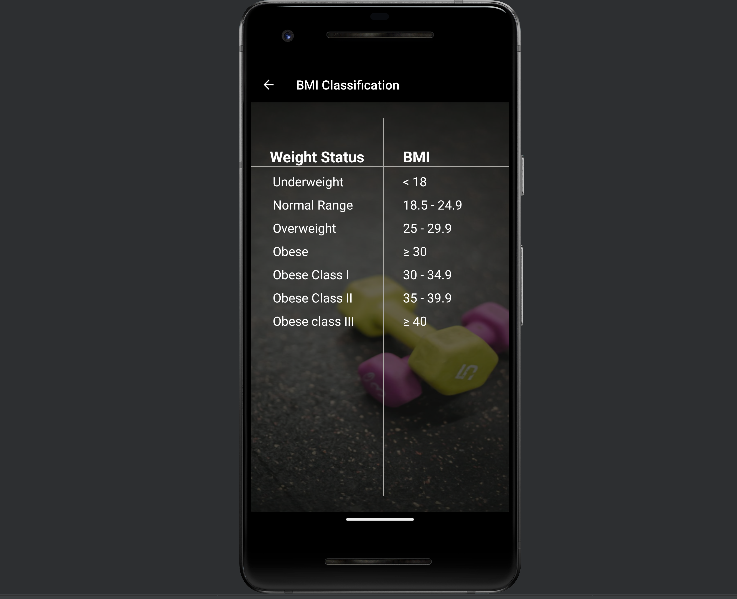 BMI Classification
Weight Status BMI
Underweight < 18
Normal Range 18.5 - 24.9
Overweight 25 - 29.9
Obese ≥ 30
Obese Class I 30 - 34.9
Obese Class II 35 - 39.9
Obese class III ≥ 40
5